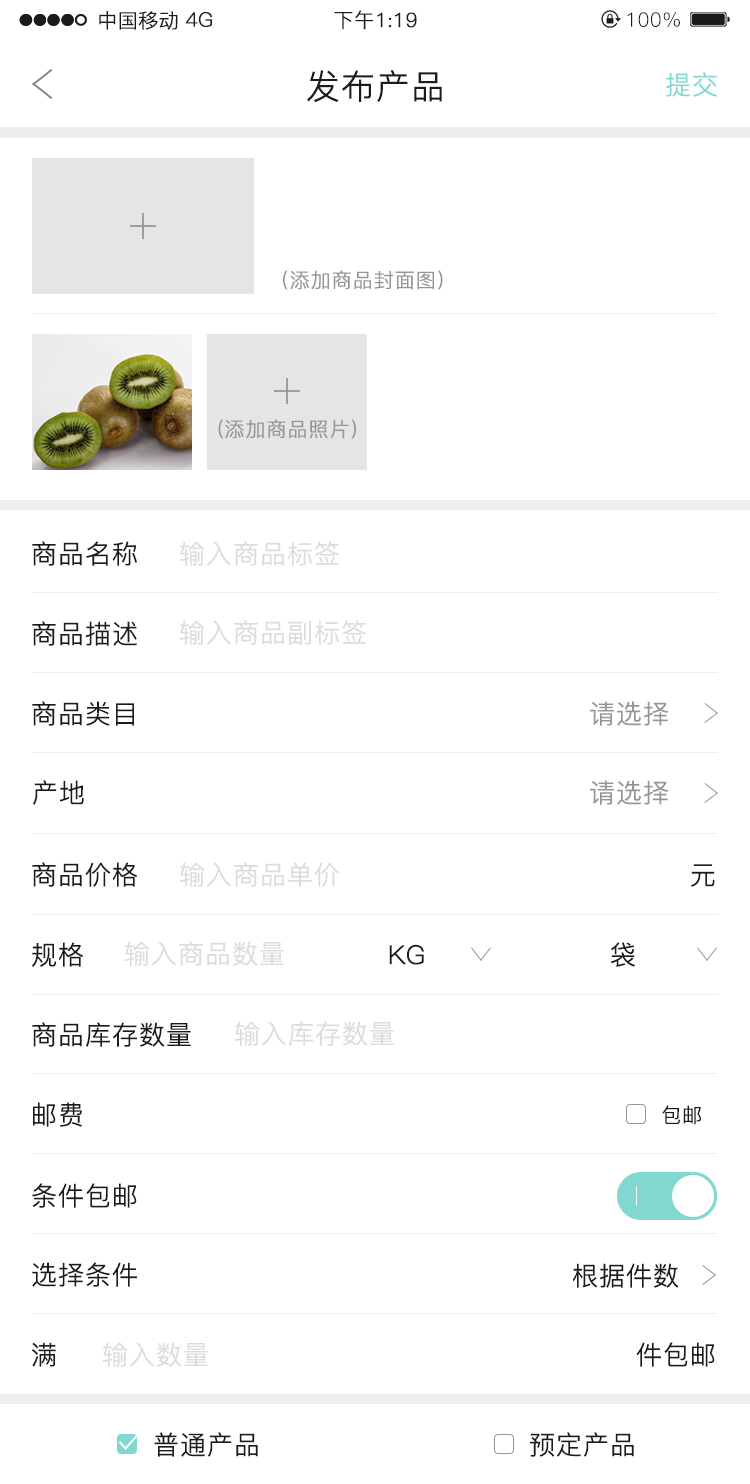 中国移动 4G 下午1:19 100%
发布产品 提交
(添加商品封面图)
(添加商品照片)
商品名称 输入商品标签
商品描述 输入商品副标签
商品类目 请选择
产地 请选择
商品价格 输入商品单价 元
规格 输入商品数量 KG 袋
商品库存数量 输入库存数量
邮费 包邮
条件包邮
选择条件 根据件数
满 输入数量 件包邮
普通产品 预定产品